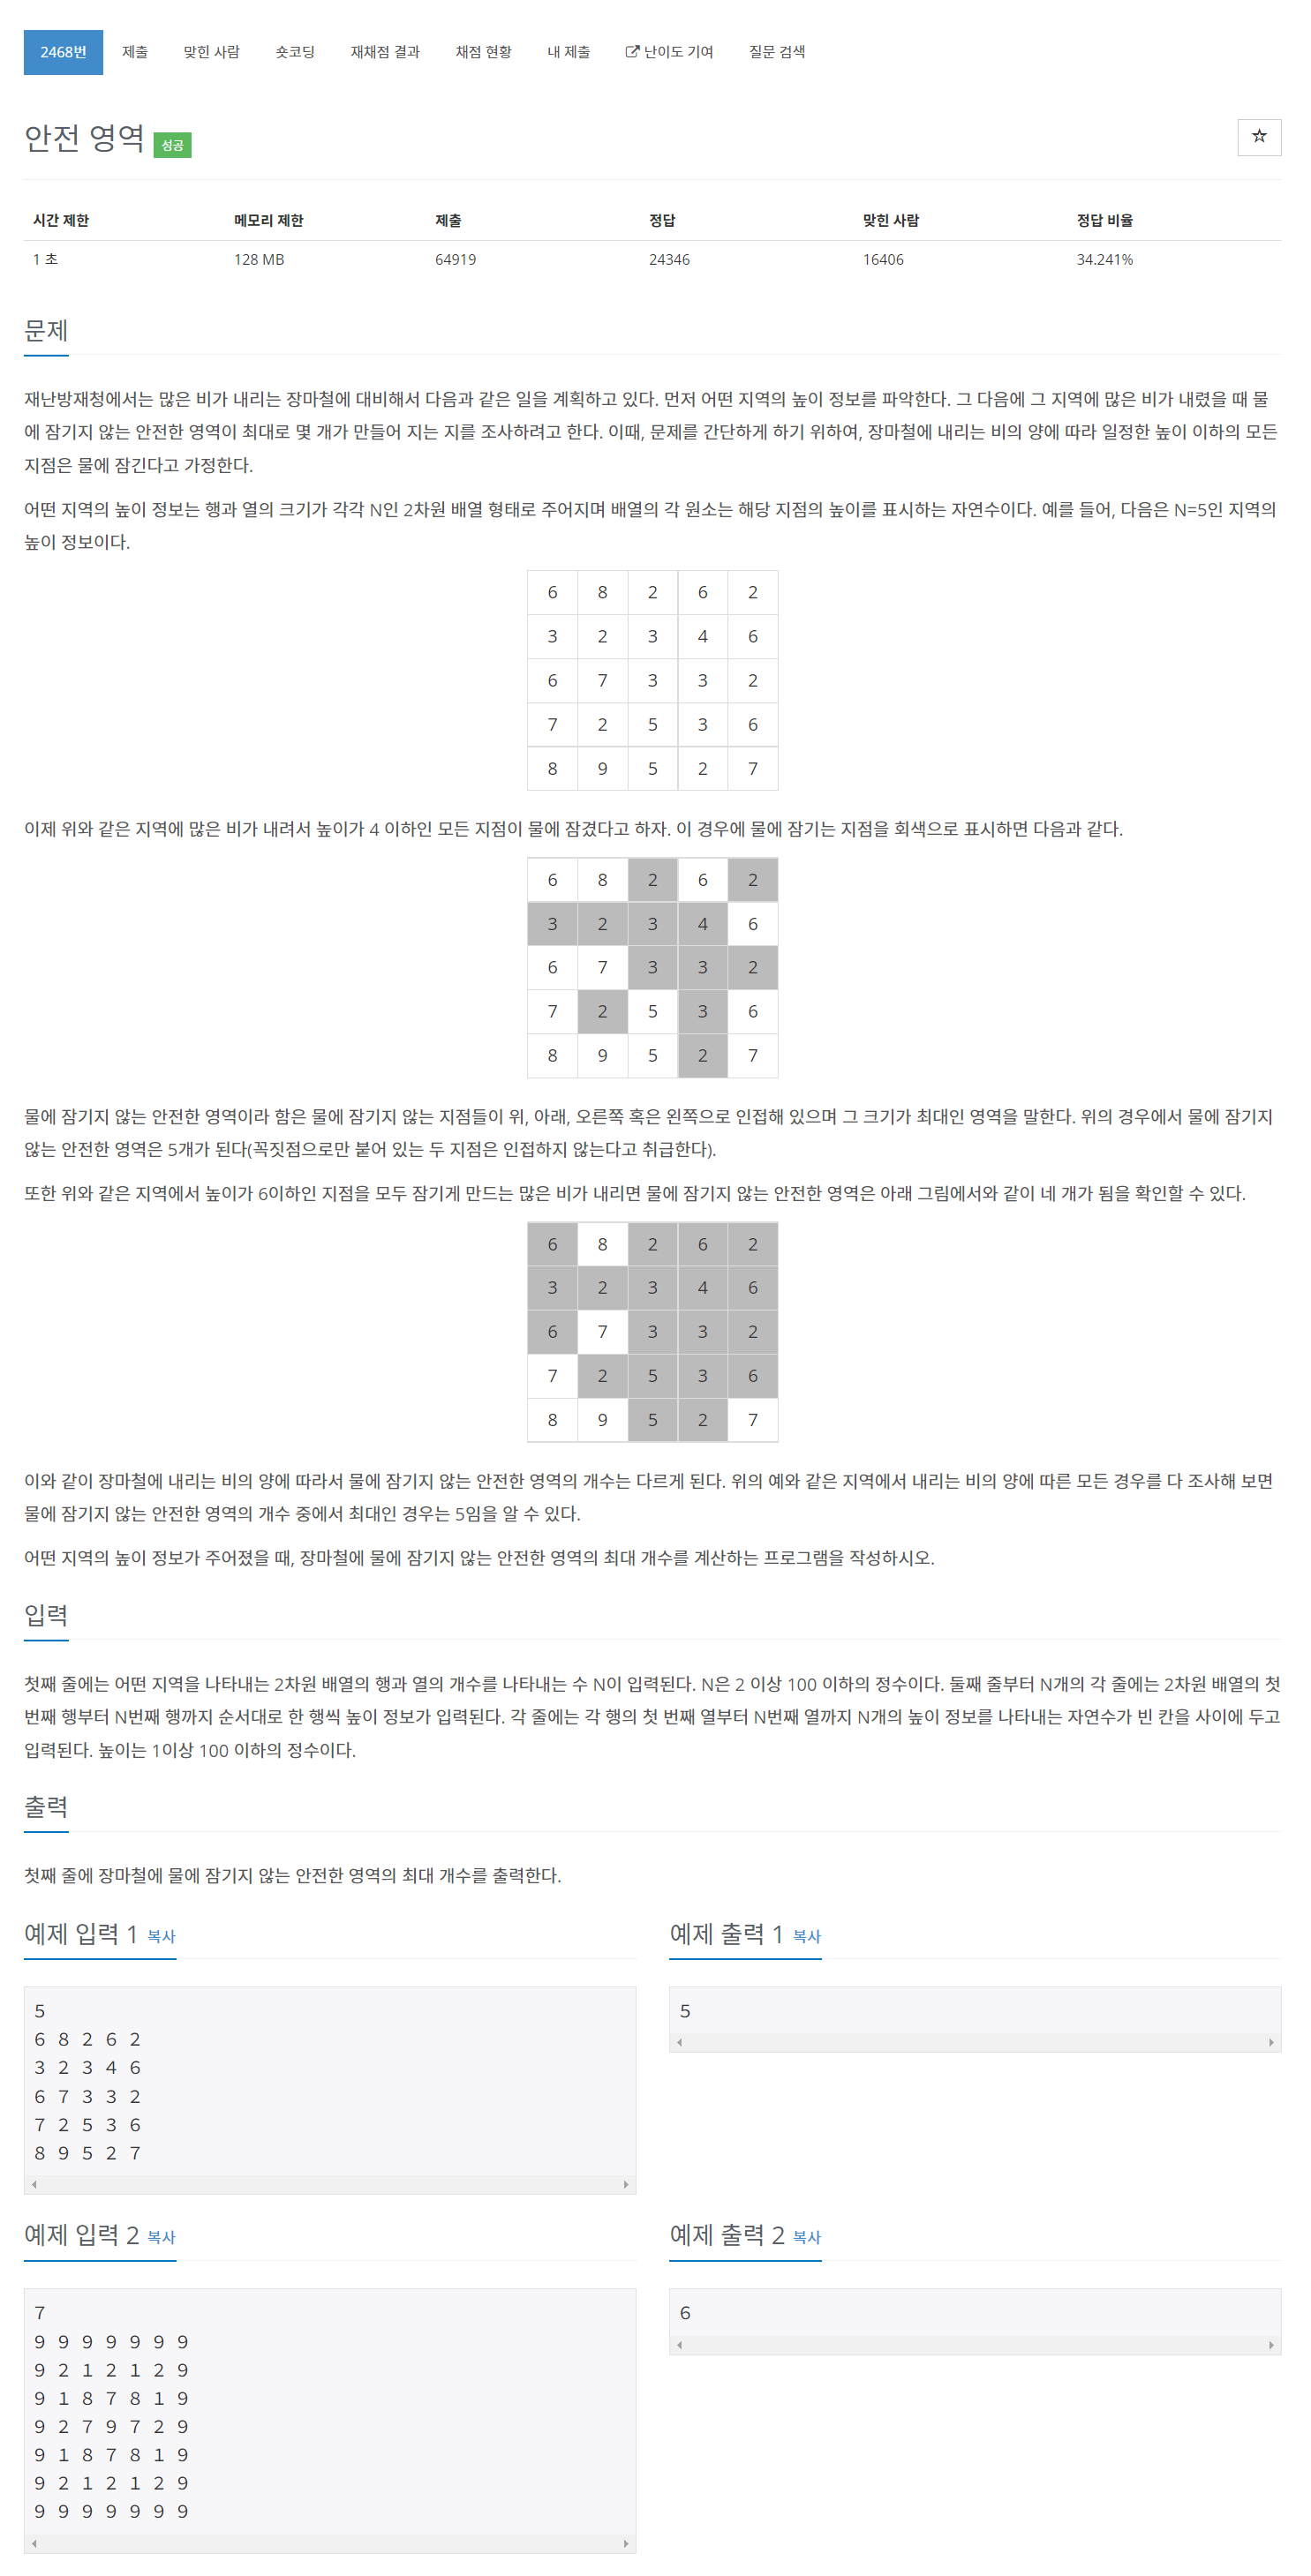 2468번 제출 맞힌 사람 숏코딩 재채점 결과 채점 현황 내 제출 난이도 기여 질문 검색
안전 영역 성공
☆
시간 제한 메모리 제한 제출 정답 맞힌 사람 정답 비율
1 초 128 MB 64919 24346 16406 34.241%
문제
재난방재청에서는 많은 비가 내리는 장마철에 대비해서 다음과 같은 일을 계획하고 있다. 먼저 어떤 지역의 높이 정보를 파악한다. 그 다음에 그 지역에 많은 비가 내렸을 때 물
에 잠기지 않는 안전한 영역이 최대로 몇 개가 만들어 지는 지를 조사하려고 한다. 이때, 문제를 간단하게 하기 위하여, 장마철에 내리는 비의 양에 따라 일정한 높이 이하의 모든
지점은 물에 잠긴다고 가정한다.
어떤 지역의 높이 정보는 행과 열의 크기가 각각 N인 2차원 배열 형태로 주어지며 배열의 각 원소는 해당 지점의 높이를 표시하는 자연수이다. 예를 들어, 다음은 N=5인 지역의
높이 정보이다.
6 8 2 6 2
3 2 3 4 6
6 7 3 3 2
7 2 5 3 6
8 9 5 2 7
이제 위와 같은 지역에 많은 비가 내려서 높이가 4 이하인 모든 지점이 물에 잠겼다고 하자. 이 경우에 물에 잠기는 지점을 회색으로 표시하면 다음과 같다.
6 8 2 6 2
3 2 3 4 6
6 7 3 3 2
7 2 5 3 6
8 9 5 2 7
물에 잠기지 않는 안전한 영역이라 함은 물에 잠기지 않는 지점들이 위, 아래, 오른쪽 혹은 왼쪽으로 인접해 있으며 그 크기가 최대인 영역을 말한다. 위의 경우에서 물에 잠기지
않는 안전한 영역은 5개가 된다(꼭짓점으로만 붙어 있는 두 지점은 인접하지 않는다고 취급한다).
또한 위와 같은 지역에서 높이가 6이하인 지점을 모두 잠기게 만드는 많은 비가 내리면 물에 잠기지 않는 안전한 영역은 아래 그림에서와 같이 네 개가 됨을 확인할 수 있다.
6 8 2 6 2
3 2 3 4 6
6 7 3 3 2
7 2 5 3 6
8 9 5 2 7
이와 같이 장마철에 내리는 비의 양에 따라서 물에 잠기지 않는 안전한 영역의 개수는 다르게 된다. 위의 예와 같은 지역에서 내리는 비의 양에 따른 모든 경우를 다 조사해 보면
물에 잠기지 않는 안전한 영역의 개수 중에서 최대인 경우는 5임을 알 수 있다.
어떤 지역의 높이 정보가 주어졌을 때, 장마철에 물에 잠기지 않는 안전한 영역의 최대 개수를 계산하는 프로그램을 작성하시오.
입력
첫째 줄에는 어떤 지역을 나타내는 2차원 배열의 행과 열의 개수를 나타내는 수 N이 입력된다. N은 2 이상 100 이하의 정수이다. 둘째 줄부터 N개의 각 줄에는 2차원 배열의 첫
번째 행부터 N번째 행까지 순서대로 한 행씩 높이 정보가 입력된다. 각 줄에는 각 행의 첫 번째 열부터 N번째 열까지 N개의 높이 정보를 나타내는 자연수가 빈 칸을 사이에 두고
입력된다. 높이는 1이상 100 이하의 정수이다.
출력
첫째 줄에 장마철에 물에 잠기지 않는 안전한 영역의 최대 개수를 출력한다.
예제 입력 1 복사
5
6 8 2 6 2
3 2 3 4 6
6 7 3 3 2
7 2 5 3 6
8 9 5 2 7
예제 출력 1 복사
5
예제 입력 2 복사
7
9 9 9 9 9 9 9
9 2 1 2 1 2 9
9 1 8 7 8 1 9
9 2 7 9 7 2 9
9 1 8 7 8 1 9
9 2 1 2 1 2 9
9 9 9 9 9 9 9
예제 출력 2 복사
6